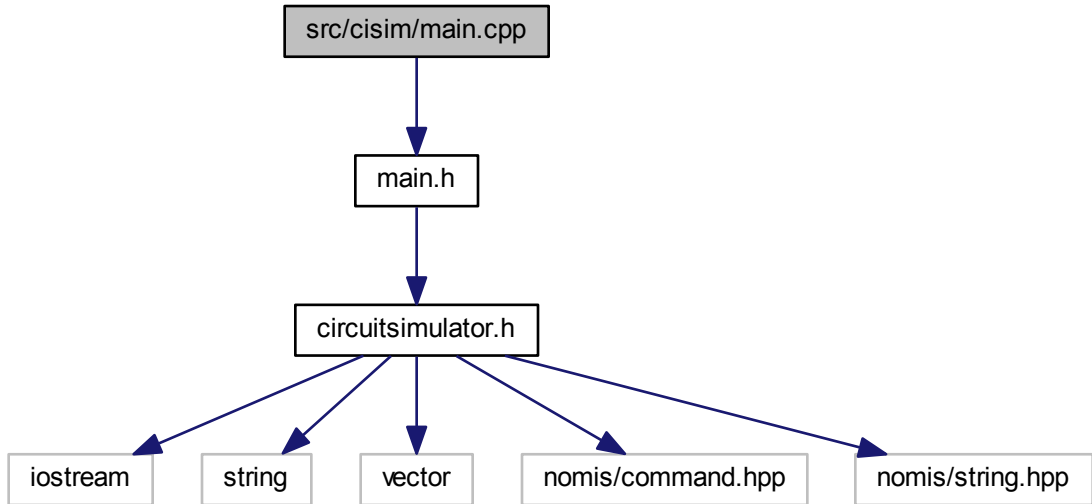 src/cisim/main.cpp
main.h
circuitsimulator.h
iostream
string
vector
nomis/command.hpp
nomis/string.hpp